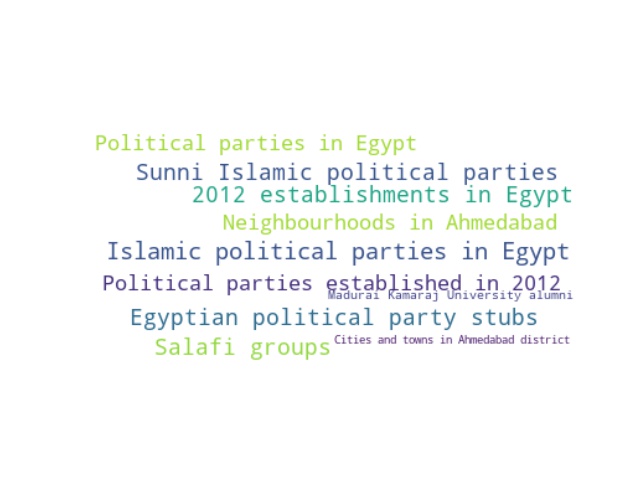 Political parties in Egypt
Sunni Islamic political parties
2012 establishments in Egypt
Neighbourhoods in Ahmedabad
Islamic political parties in Egypt
Political parties established in 2012
Madurai Kamaraj University alumni
Egyptian political party stubs
Salafi groups
Cities and towns in Ahmedabad district